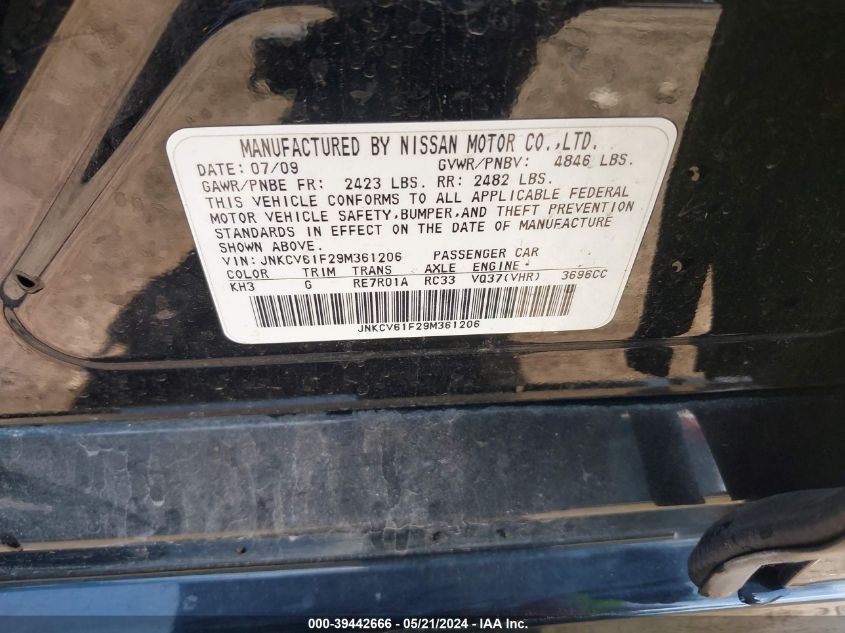 MANUFACTURED BY NISSAN MOTOR CO.,LTD.
DATE: 07/09 GVWR/PNBV: 4846 LBS.
GAWR/PNBE FR: 2423 LBS. RR: 2482 LBS.
THIS VEHICLE CONFORMS TO ALL APPLICABLE FEDERAL
MOTOR VEHICLE SAFETY,BUMPER,AND THEFT PREVENTION
STANDARDS IN EFFECT ON THE DATE OF MANUFACTURE
SHOWN ABOVE.
VIN: JNKCV61F29M361206 PASSENGER CAR
COLOR TRIM TRANS AXLE ENGINE
KH3 G RE7R01A RC33 VQ37(VHR) 3696CC
JNKCV61F29M361206
000-39442666 - 05/21/2024 - IAAI.com.